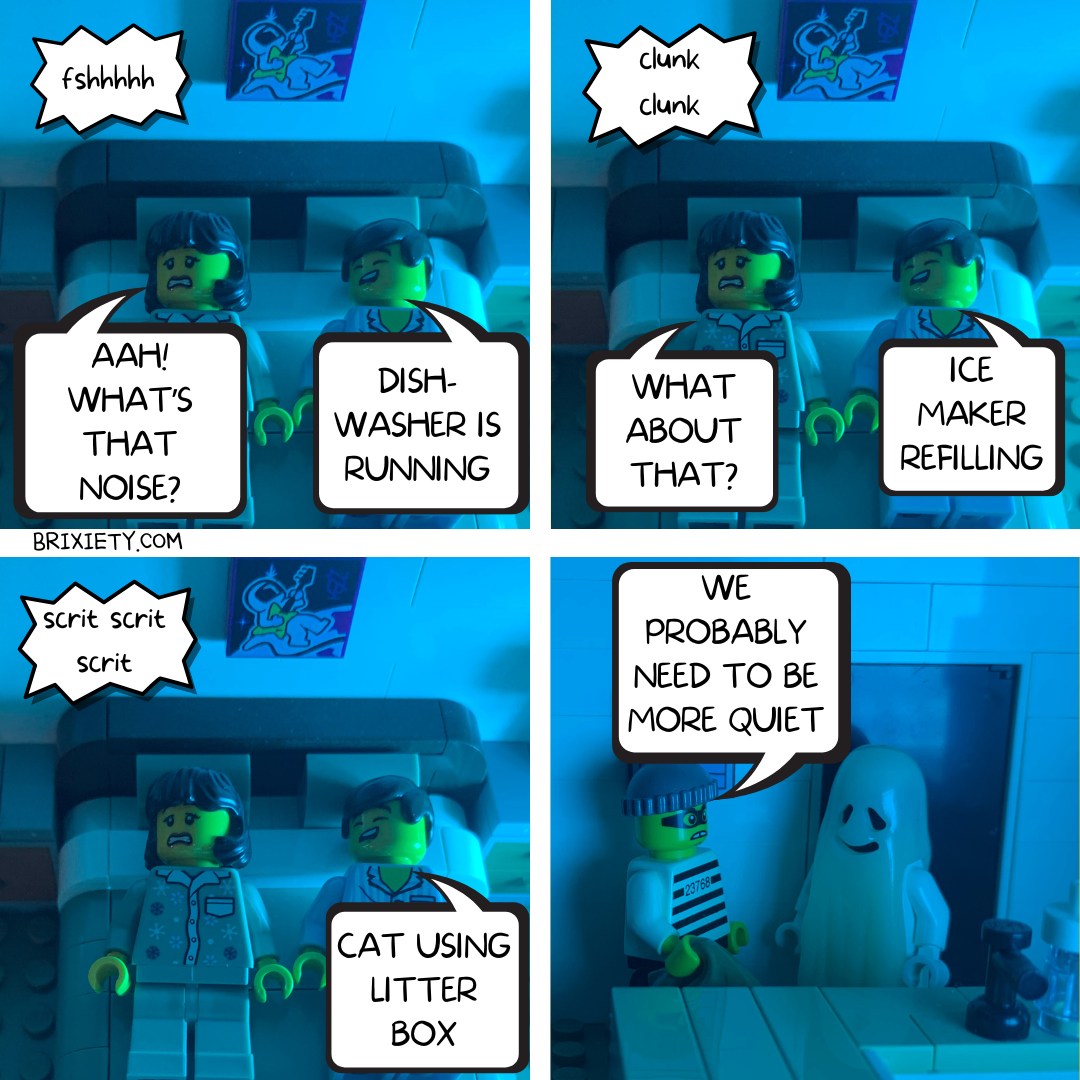 fshhhhh
AAH!
WHAT'S
THAT
NOISE?
DISH-
WASHER IS
RUNNING
clunk
clunk
WHAT
ABOUT
THAT?
ICE
MAKER
REFILLING
BRIXIETY.COM
scrit scrit
scrit
CAT USING
LITTER
BOX
WE
PROBABLY
NEED TO BE
MORE QUIET
23768